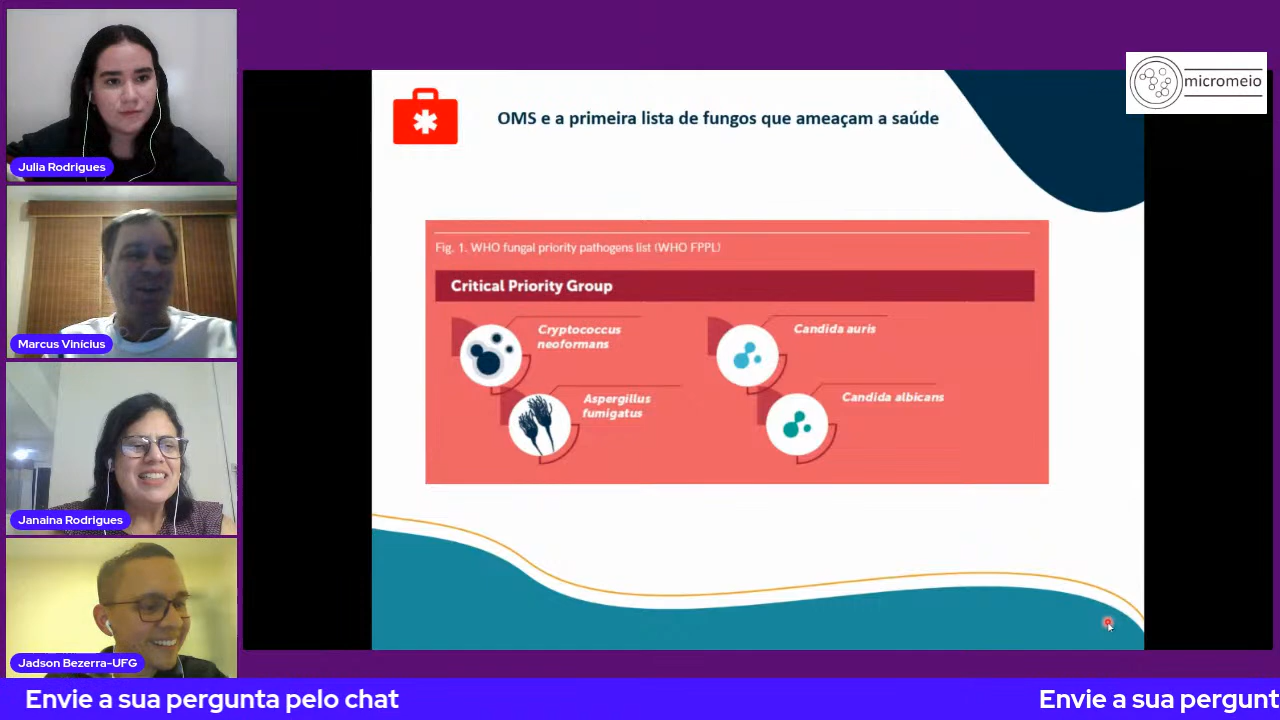 Julia Rodrigues
Marcus Vinícius
Janaina Rodrigues
Jadson Bezerra-UFG
micromeio
OMS e a primeira lista de fungos que ameaçam a saúde
Fig. 1. WHO fungal priority pathogens list (WHO FPPL)
Critical Priority Group
Cryptococcus
neoformans
Candida auris
Aspergillus
fumigatus
Candida albicans
Envie a sua pergunta pelo chat
Envie a sua pergunt